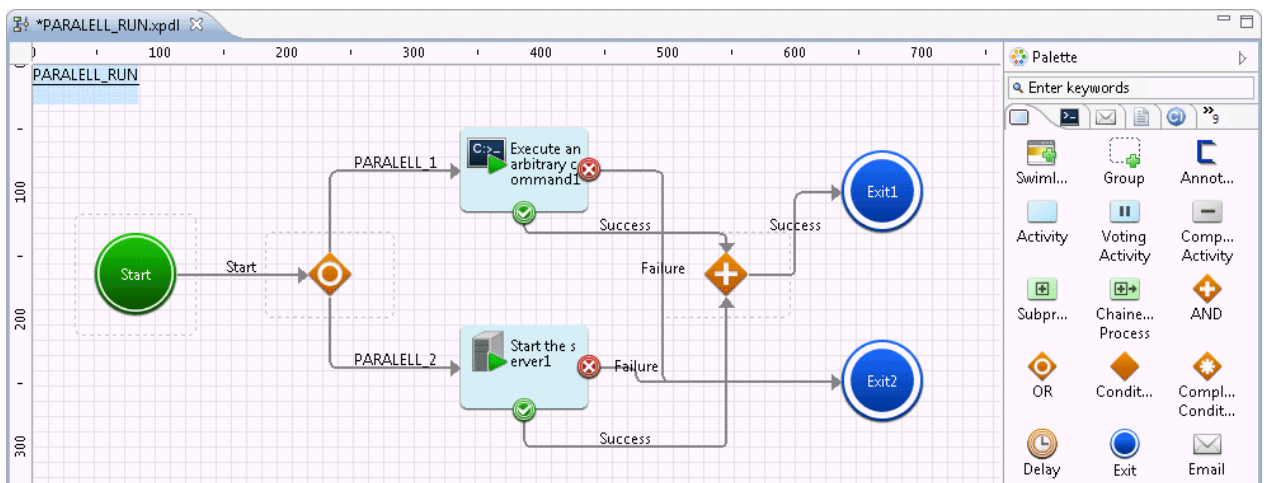 *PARALELL_RUN.xpdl
0 100 200 300 400 500 600 700
Palette
PARALELL_RUN
Enter keywords
9
0
100
200
300
C:>_
Execute an
arbitrary c
ommand1
PARALELL_1
Success
Success
Exit1
Start
Start
Failure
PARALELL_2
Start the s
erver1
Failure
Exit2
Success
Swiml...
Group
Annot...
Activity
Voting
Activity
Comp...
Activity
Subpr...
Chaine...
Process
AND
OR
Condit...
Compl...
Condit...
Delay
Exit
Email